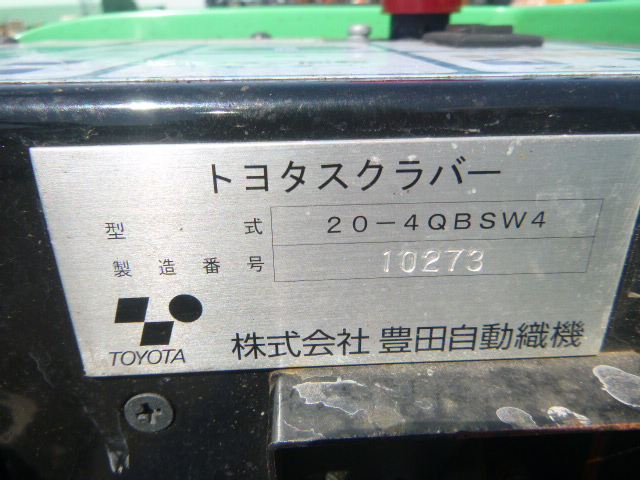 トヨタスクラバー
型式 20-4QBSW4
製造番号 10273
TOYOTA
株式会社 豊田自動織機